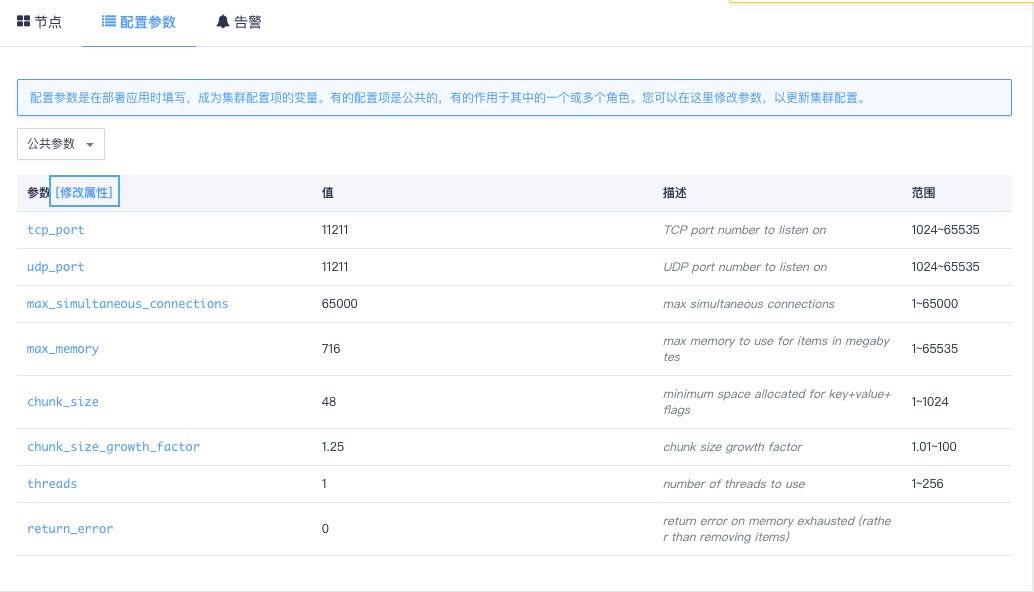 节点 配置参数 告警
配置参数是在部署应用时填写，成为集群配置项的变量。有的配置项是公共的，有的作用于其中的一个或多个角色。您可以在这里修改参数，以更新集群配置。
公共参数
参数 [修改属性] 值 描述 范围
tcp_port 11211 TCP port number to listen on 1024~65535
udp_port 11211 UDP port number to listen on 1024~65535
max_simultaneous_connections 65000 max simultaneous connections 1~65000
max_memory 716 max memory to use for items in megaby
tes 1~65535
chunk_size 48 minimum space allocated for key+value+
flags 1~1024
chunk_size_growth_factor 1.25 chunk size growth factor 1.01~100
threads 1 number of threads to use 1~256
return_error 0 return error on memory exhausted (rathe
r than removing items)